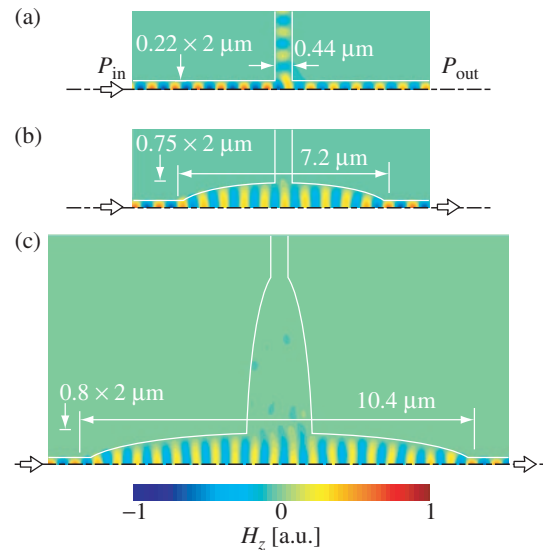 (a)
0.22 × 2 μm
0.44 μm
P_in
P_out
(b)
0.75 × 2 μm
7.2 μm
(c)
0.8 × 2 μm
10.4 μm
−1
0
1
H_z [a.u.]